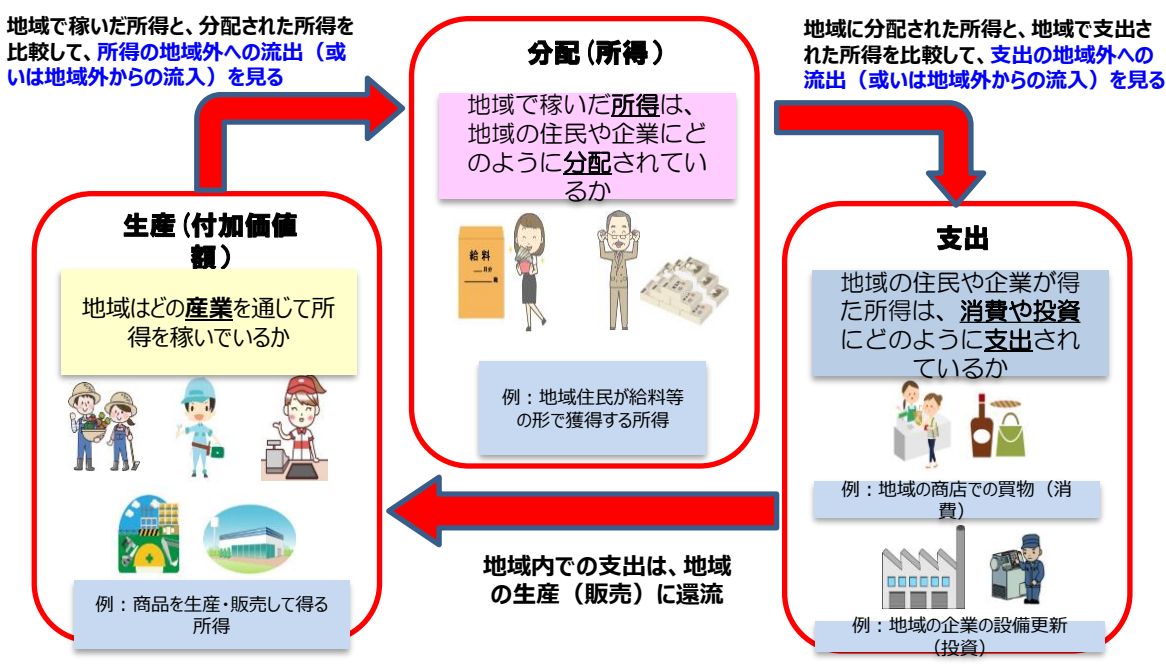 地域で稼いだ所得と、分配された所得を
比較して、所得の地域外への流出（或
いは地域外からの流入）を見る
分配（所得）
地域で稼いだ所得は、
地域の住民や企業にど
のように分配されてい
るか
給料
月分
殿
例：地域住民が給料等
の形で獲得する所得
地域に分配された所得と、地域で支出さ
れた所得を比較して、支出の地域外への
流出（或いは地域外からの流入）を見る
生産（付加価値
額）
地域はどの産業を通じて所
得を稼いでいるか
例：商品を生産・販売して得る
所得
支出
地域の住民や企業が得
た所得は、消費や投資
にどのように支出され
ているか
例：地域の商店での買物（消
費）
例：地域の企業の設備更新
（投資）
地域内での支出は、地域
の生産（販売）に還流